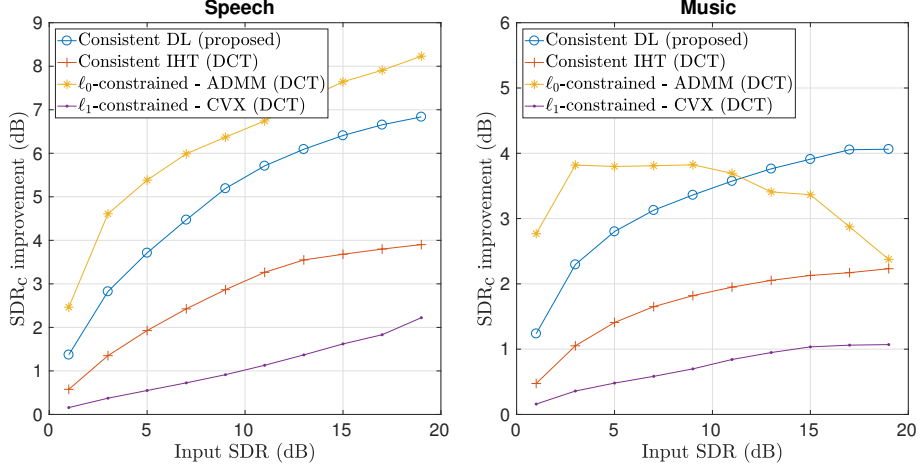 Speech
Consistent DL (proposed)
Consistent IHT (DCT)
ℓ0-constrained - ADMM (DCT)
ℓ1-constrained - CVX (DCT)
SDRc improvement (dB)
9
8
7
6
5
4
3
2
1
0
0 5 10 15 20
Input SDR (dB)
Music
Consistent DL (proposed)
Consistent IHT (DCT)
ℓ0-constrained - ADMM (DCT)
ℓ1-constrained - CVX (DCT)
SDRc improvement (dB)
6
5
4
3
2
1
0
0 5 10 15 20
Input SDR (dB)